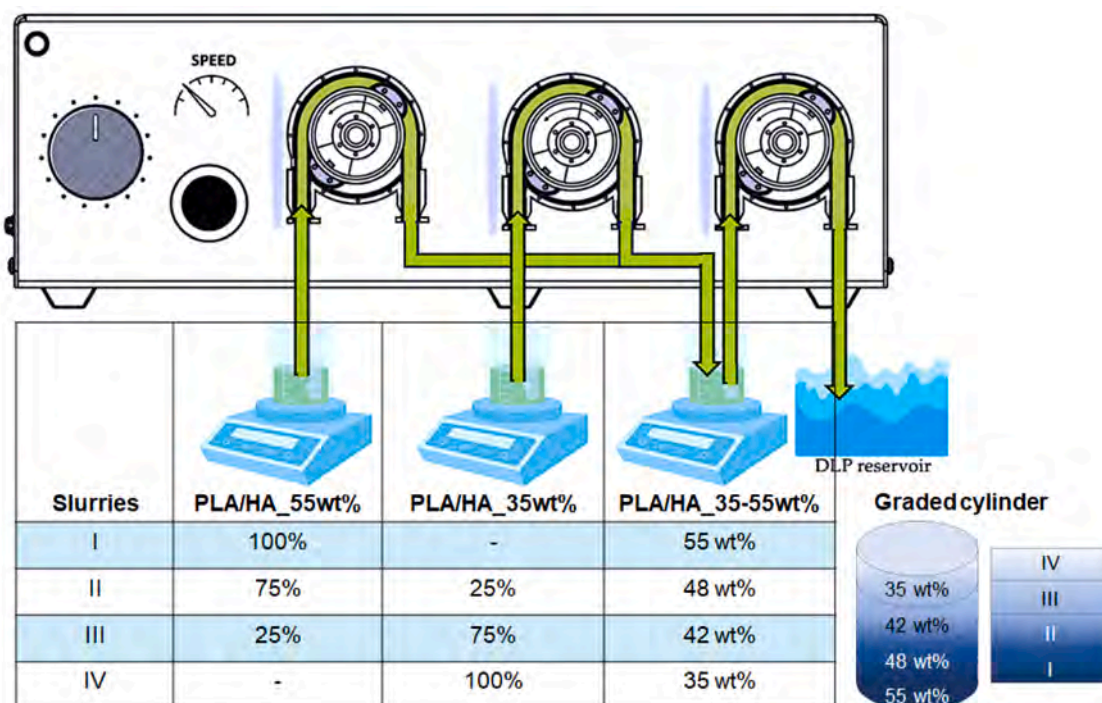 SPEED
DLP reservoir
Slurries PLA/HA_55wt% PLA/HA_35wt% PLA/HA_35-55wt%
I 100% - 55 wt%
II 75% 25% 48 wt%
III 25% 75% 42 wt%
IV - 100% 35 wt%
Graded cylinder
35 wt%
42 wt%
48 wt%
55 wt%
IV
III
II
I